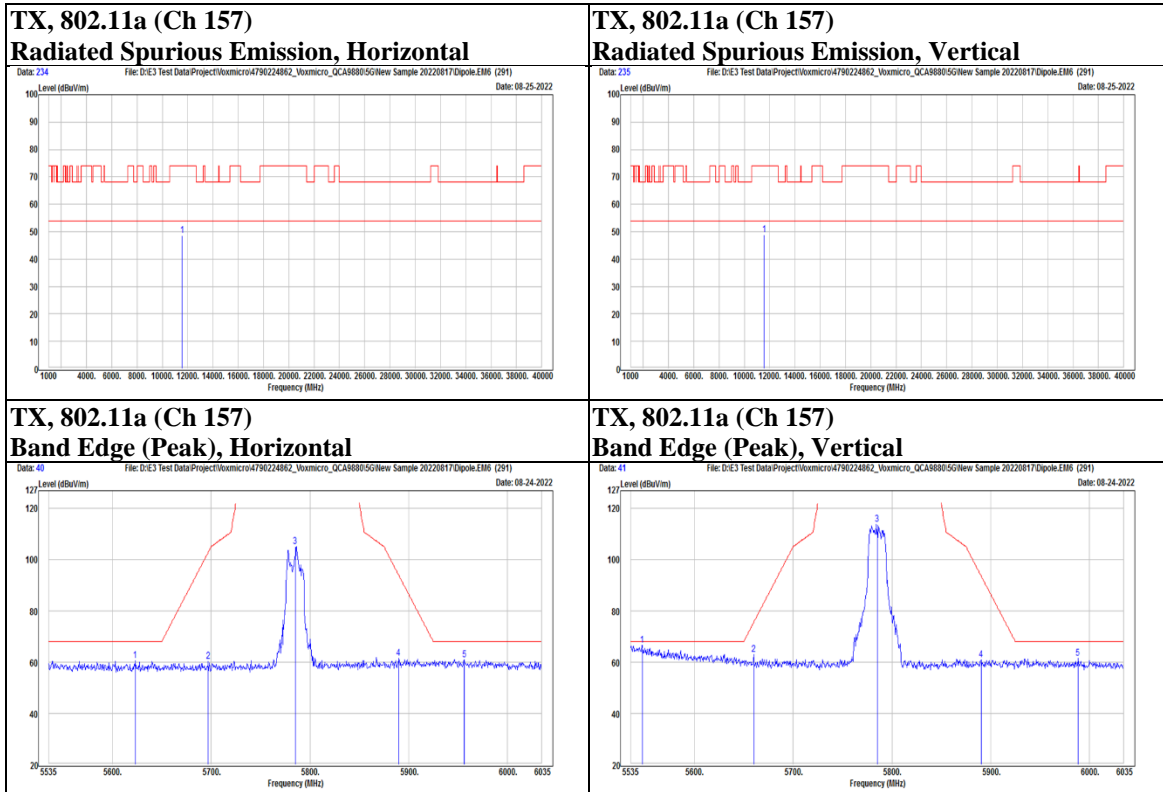 TX, 802.11a (Ch 157)
Radiated Spurious Emission, Horizontal
Data: 234 File: D:\E3 Test Data\Project\Voxmicro\4790224862_Voxmicro_QCA9880\5G\New Sample 20220817\Dipole.EM6 (291)
Level (dBuV/m) Date: 08-25-2022
100
90
80
70
60
50
40
30
20
10
0
1
1000 4000. 6000. 8000. 10000. 12000. 14000. 16000. 18000. 20000. 22000. 24000. 26000. 28000. 30000. 32000. 34000. 36000. 38000. 40000
Frequency (MHz)
TX, 802.11a (Ch 157)
Radiated Spurious Emission, Vertical
Data: 235 File: D:\E3 Test Data\Project\Voxmicro\4790224862_Voxmicro_QCA9880\5G\New Sample 20220817\Dipole.EM6 (291)
Level (dBuV/m) Date: 08-25-2022
100
90
80
70
60
50
40
30
20
10
0
1
1000 4000. 6000. 8000. 10000. 12000. 14000. 16000. 18000. 20000. 22000. 24000. 26000. 28000. 30000. 32000. 34000. 36000. 38000. 40000
Frequency (MHz)
TX, 802.11a (Ch 157)
Band Edge (Peak), Horizontal
Data: 40 File: D:\E3 Test Data\Project\Voxmicro\4790224862_Voxmicro_QCA9880\5G\New Sample 20220817\Dipole.EM6 (291)
Level (dBuV/m) Date: 08-24-2022
127
120
100
80
60
40
20
1 2 3 4 5
5535 5600. 5700. 5800. 5900. 6000. 6035
Frequency (MHz)
TX, 802.11a (Ch 157)
Band Edge (Peak), Vertical
Data: 41 File: D:\E3 Test Data\Project\Voxmicro\4790224862_Voxmicro_QCA9880\5G\New Sample 20220817\Dipole.EM6 (291)
Level (dBuV/m) Date: 08-24-2022
127
120
100
80
60
40
20
1 2 3 4 5
5535 5600. 5700. 5800. 5900. 6000. 6035
Frequency (MHz)